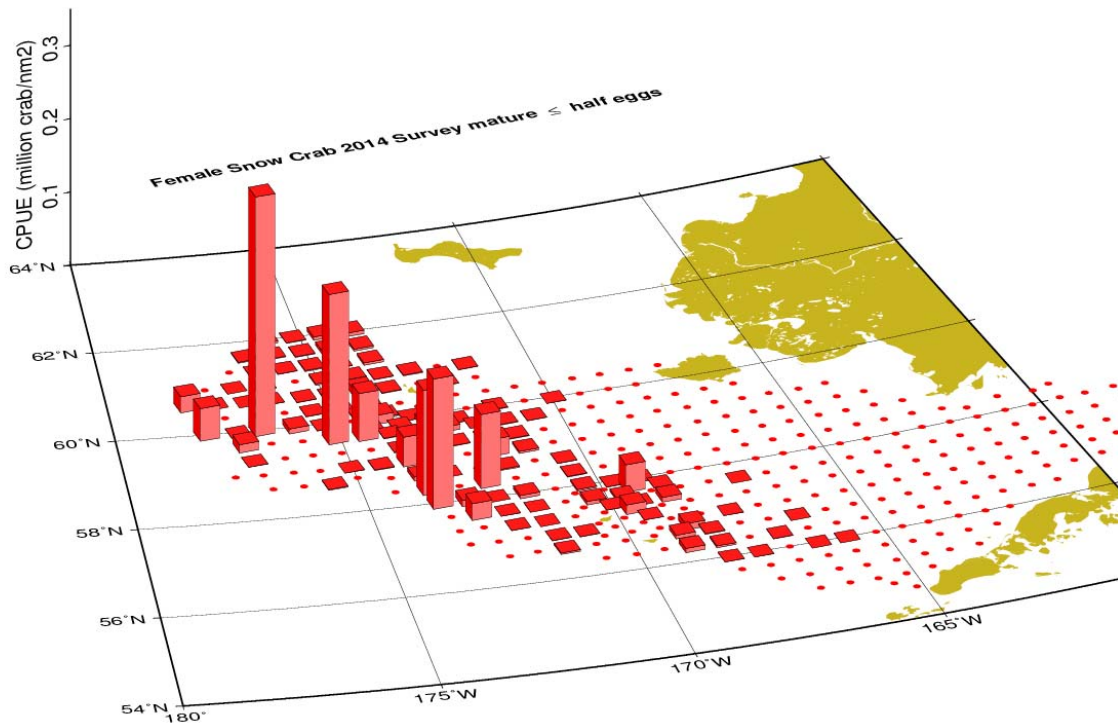 CPUE (million crab/nm2)
0.3
0.2
0.1
Female Snow Crab 2014 Survey mature ≤ half eggs
64°N
62°N
60°N
58°N
56°N
54°N
180°
175°W
170°W
165°W